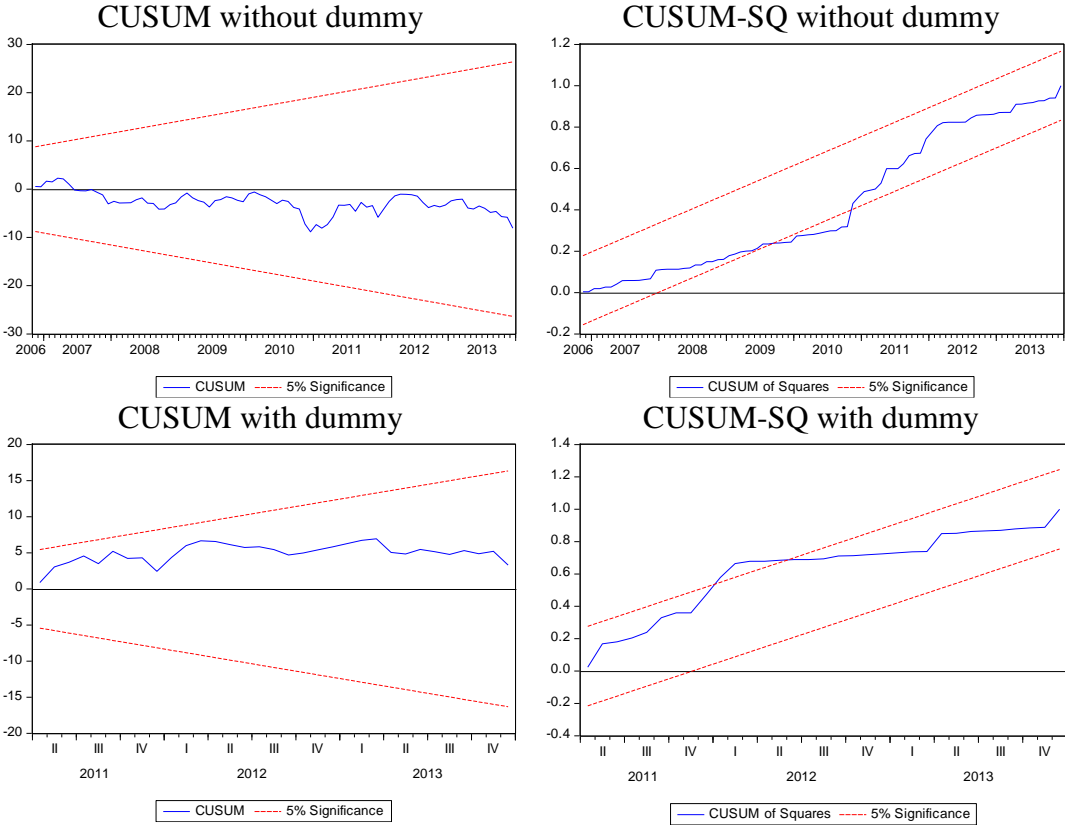 CUSUM without dummy
30
20
10
0
-10
-20
-30
2006 2007 2008 2009 2010 2011 2012 2013
CUSUM 5% Significance
CUSUM-SQ without dummy
1.2
1.0
0.8
0.6
0.4
0.2
0.0
-0.2
2006 2007 2008 2009 2010 2011 2012 2013
CUSUM of Squares 5% Significance
CUSUM with dummy
20
15
10
5
0
-5
-10
-15
-20
II III IV I II III IV I II III IV
2011 2012 2013
CUSUM 5% Significance
CUSUM-SQ with dummy
1.4
1.2
1.0
0.8
0.6
0.4
0.2
0.0
-0.2
-0.4
II III IV I II III IV I II III IV
2011 2012 2013
CUSUM of Squares 5% Significance